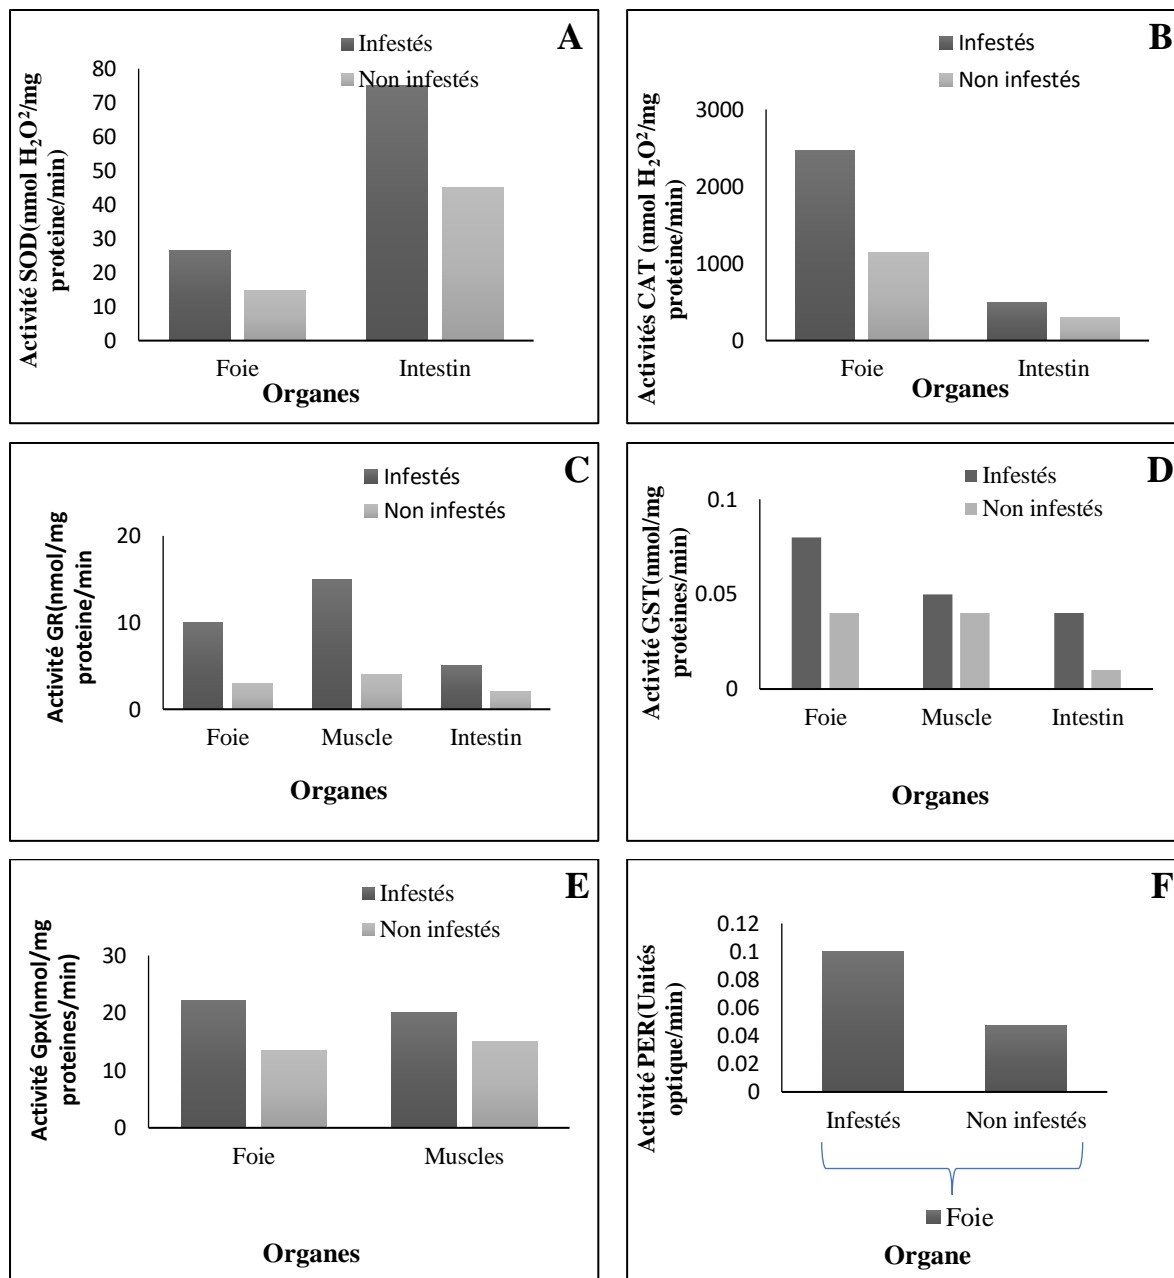 A
Infestés
Non infestés
Activité SOD(nmol H₂O²/mg
proteine/min)
80
70
60
50
40
30
20
10
0
Foie
Intestin
Organes
B
Infestés
Non infestés
Activités CAT (nmol H₂O²/mg
proteine/min)
3000
2000
1000
0
Foie
Intestin
Organes
C
Infestés
Non infestés
Activité GR(nmol/mg
proteine/min
20
10
0
Foie
Muscle
Intestin
Organes
D
Infestés
Non infestés
Activité GST(nmol/mg
proteines/min)
0.1
0.05
0
Foie
Muscle
Intestin
Organes
E
Infestés
Non infestés
Activité Gpx(nmol/mg
proteines/min)
30
20
10
0
Foie
Muscles
Organes
F
Activité PER(Unités
optique/min)
0.12
0.1
0.08
0.06
0.04
0.02
0
Infestés
Non infestés
Foie
Organe